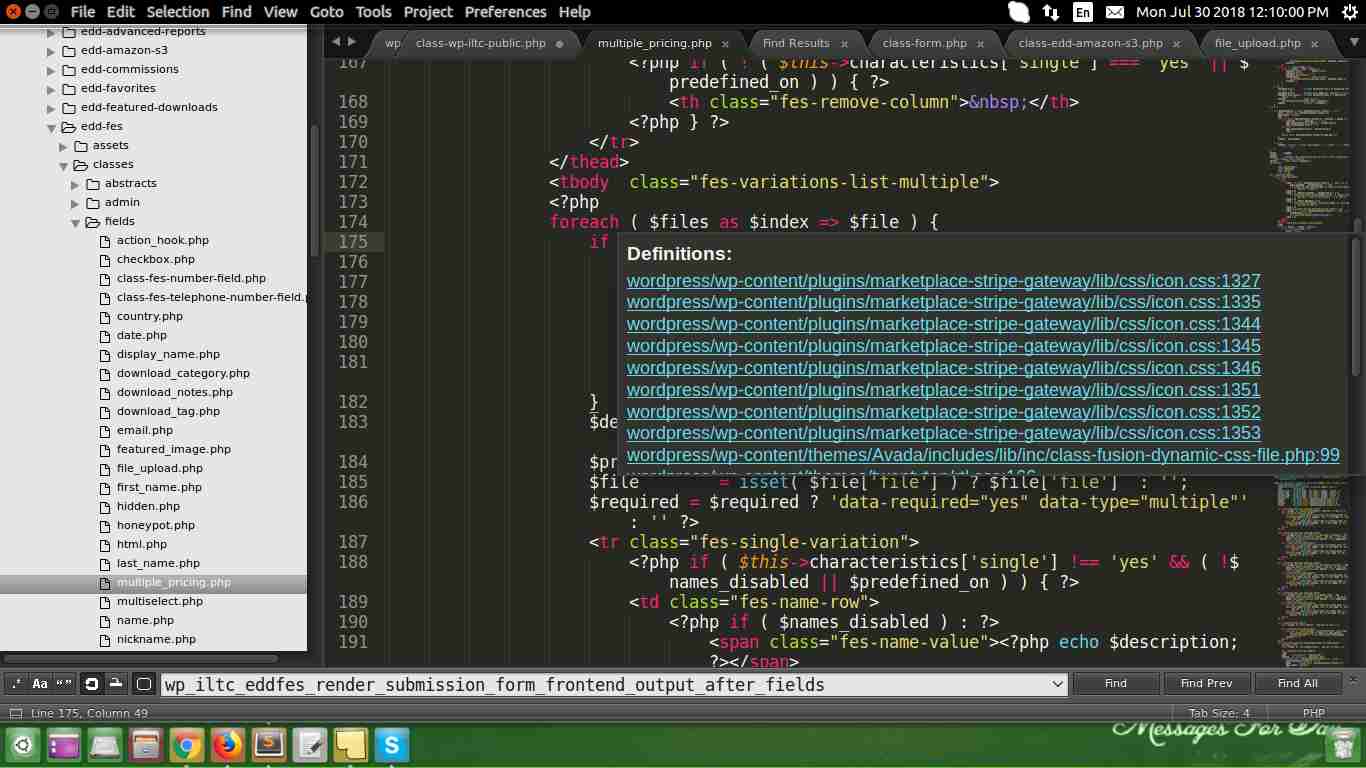 File Edit Selection Find View Goto Tools Project Preferences Help
En Mon Jul 30 2018 12:10:00 PM
edd-advanced-reports
edd-amazon-s3
edd-commissions
edd-favorites
edd-featured-downloads
edd-fes
assets
classes
abstracts
admin
fields
action_hook.php
checkbox.php
class-fes-number-field.php
class-fes-telephone-number-field.p
country.php
date.php
display_name.php
download_category.php
download_notes.php
download_tag.php
email.php
featured_image.php
file_upload.php
first_name.php
hidden.php
honeypot.php
html.php
last_name.php
multiple_pricing.php
multiselect.php
name.php
nickname.php
wp class-wp-iltc-public.php multiple_pricing.php Find Results class-form.php class-edd-amazon-s3.php file_upload.php
167 <?php if ( ! ( $this->characteristics['single'] === 'yes' || $
predefined_on ) ) { ?>
168 <th class="fes-remove-column">&nbsp;</th>
169 <?php } ?>
170 </tr>
171 </thead>
172 <tbody  class="fes-variations-list-multiple">
173 <?php
174 foreach ( $files as $index => $file ) {
175 if
176
177
178
179
180
181
182 }
183 $de
184 $pr
185 $file        = isset( $file['file'] ) ? $file['file']  : '';
186 $required = $required ? 'data-required="yes" data-type="multiple"'
: '' ?>
187 <tr class="fes-single-variation">
188 <?php if ( $this->characteristics['single'] !== 'yes' && ( !$
names_disabled || $predefined_on ) ) { ?>
189 <td class="fes-name-row">
190 <?php if ( $names_disabled ) : ?>
191 <span class="fes-name-value"><?php echo $description;
?></span>
Definitions:
wordpress/wp-content/plugins/marketplace-stripe-gateway/lib/css/icon.css:1327
wordpress/wp-content/plugins/marketplace-stripe-gateway/lib/css/icon.css:1335
wordpress/wp-content/plugins/marketplace-stripe-gateway/lib/css/icon.css:1344
wordpress/wp-content/plugins/marketplace-stripe-gateway/lib/css/icon.css:1345
wordpress/wp-content/plugins/marketplace-stripe-gateway/lib/css/icon.css:1346
wordpress/wp-content/plugins/marketplace-stripe-gateway/lib/css/icon.css:1351
wordpress/wp-content/plugins/marketplace-stripe-gateway/lib/css/icon.css:1352
wordpress/wp-content/plugins/marketplace-stripe-gateway/lib/css/icon.css:1353
wordpress/wp-content/themes/Avada/includes/lib/inc/class-fusion-dynamic-css-file.php:99
.* Aa “” wp_iltc_eddfes_render_submission_form_frontend_output_after_fields Find Find Prev Find All
Line 175, Column 49 Tab Size: 4 PHP
Messages For Day